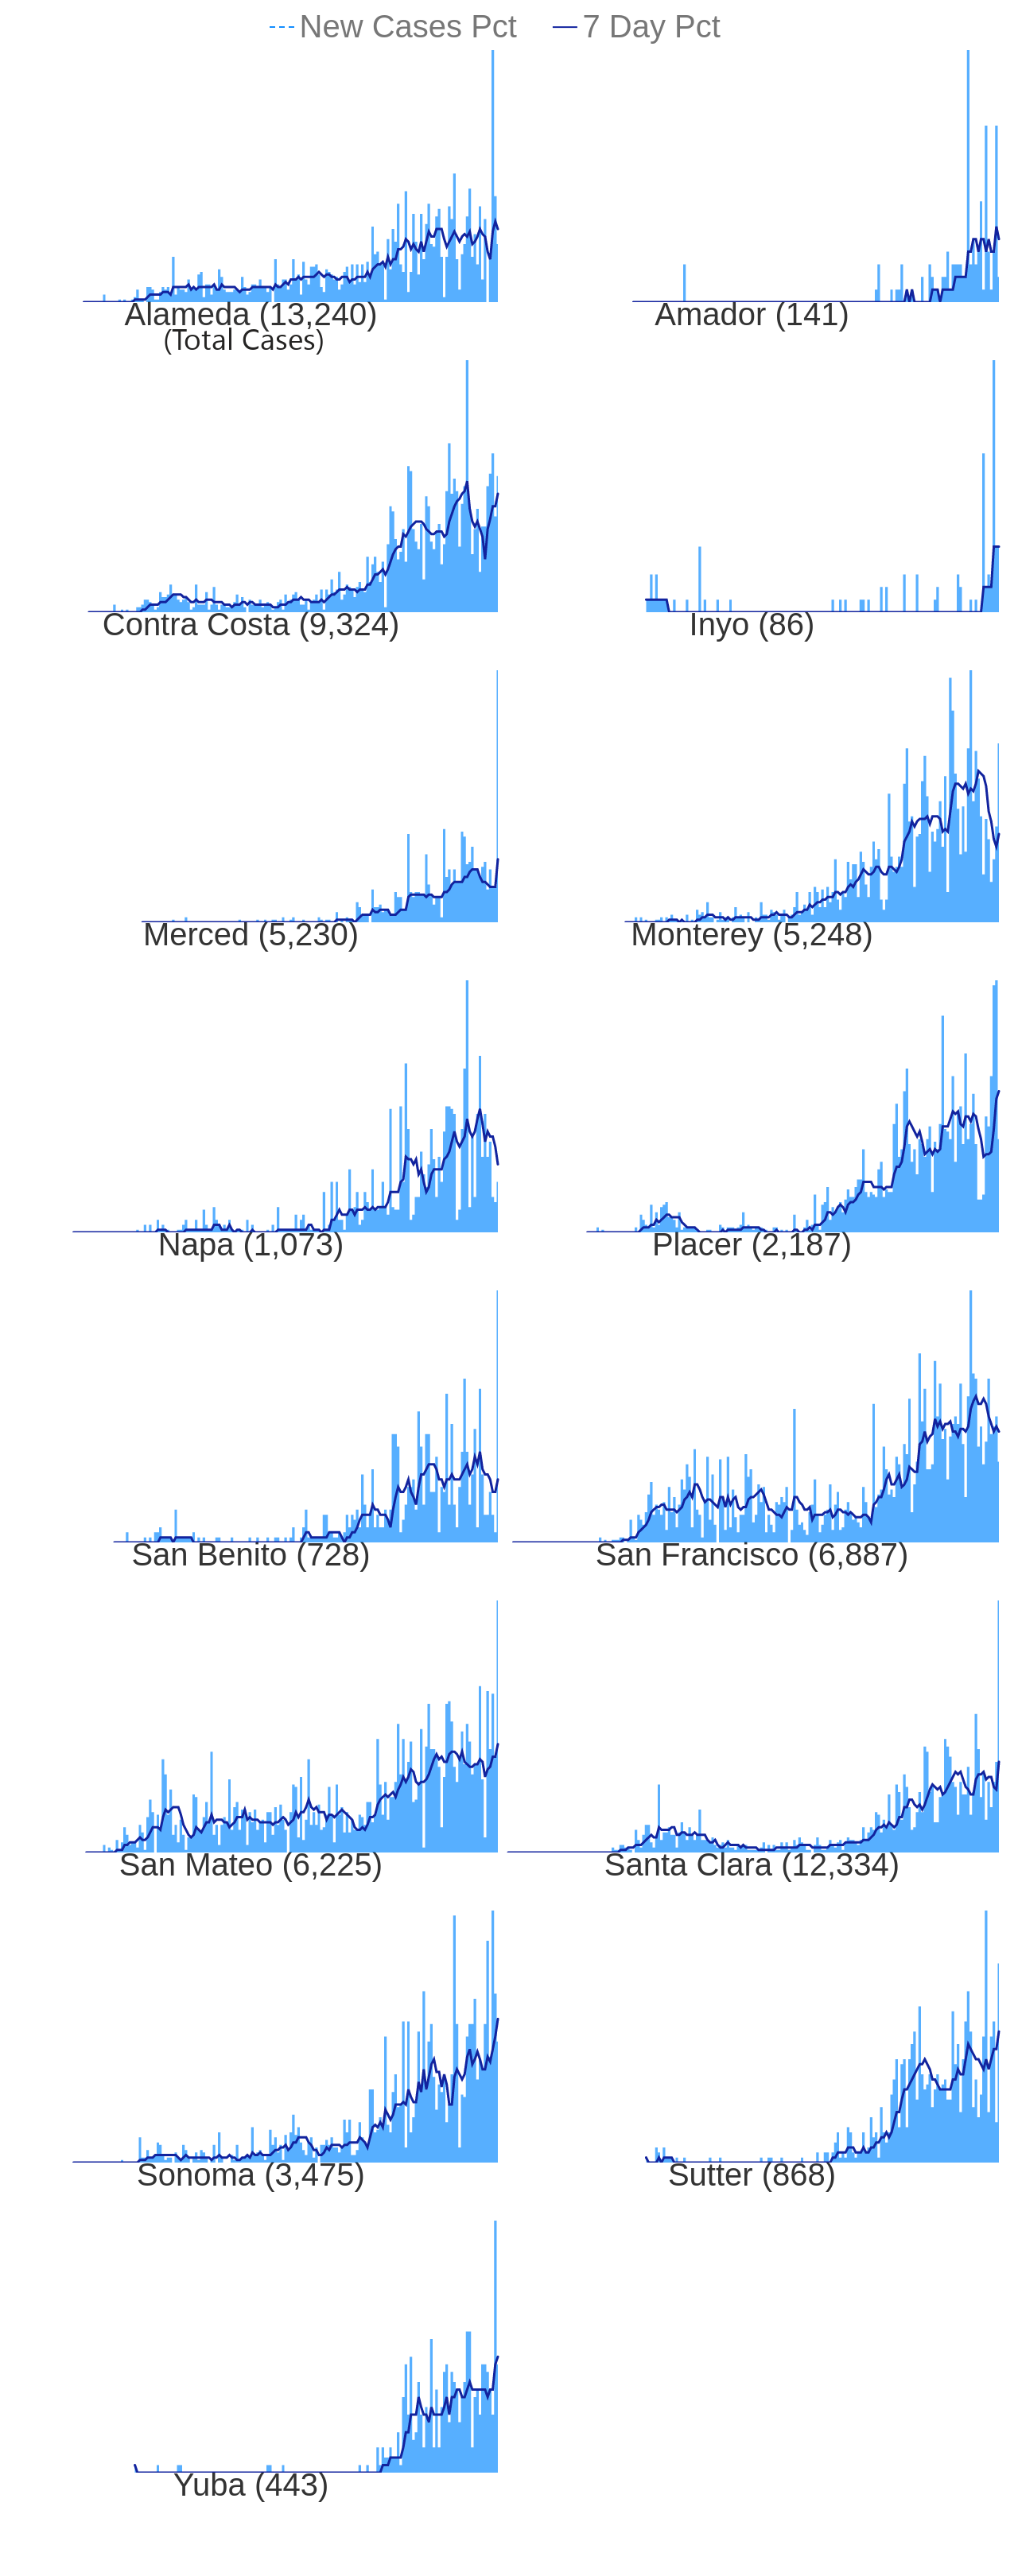 New Cases Pct 7 Day Pct
Alameda (13,240) Amador (141)
(Total Cases)
Contra Costa (9,324) Inyo (86)
Merced (5,230) Monterey (5,248)
Napa (1,073) Placer (2,187)
San Benito (728) San Francisco (6,887)
San Mateo (6,225) Santa Clara (12,334)
Sonoma (3,475) Sutter (868)
Yuba (443)